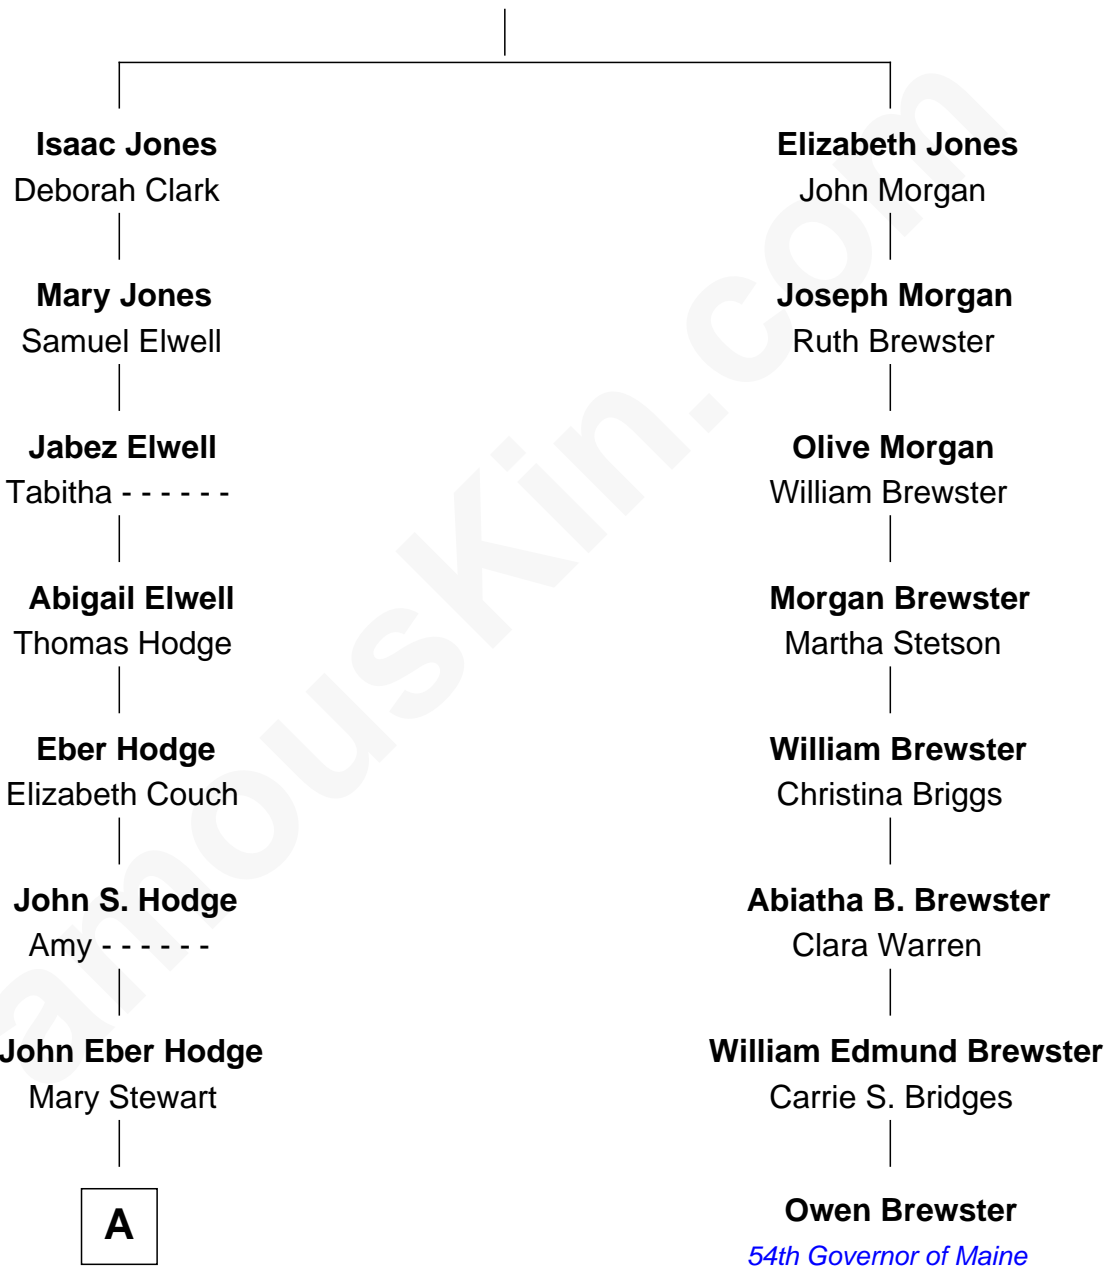 Isaac Jones
Deborah Clark
Mary Jones
Samuel Elwell
Jabez Elwell
Tabitha - - - - - -
Abigail Elwell
Thomas Hodge
Eber Hodge
Elizabeth Couch
John S. Hodge
Amy - - - - - -
John Eber Hodge
Mary Stewart
A
Elizabeth Jones
John Morgan
Joseph Morgan
Ruth Brewster
Olive Morgan
William Brewster
Morgan Brewster
Martha Stetson
William Brewster
Christina Briggs
Abiatha B. Brewster
Clara Warren
William Edmund Brewster
Carrie S. Bridges
Owen Brewster
54th Governor of Maine
amousKin.com